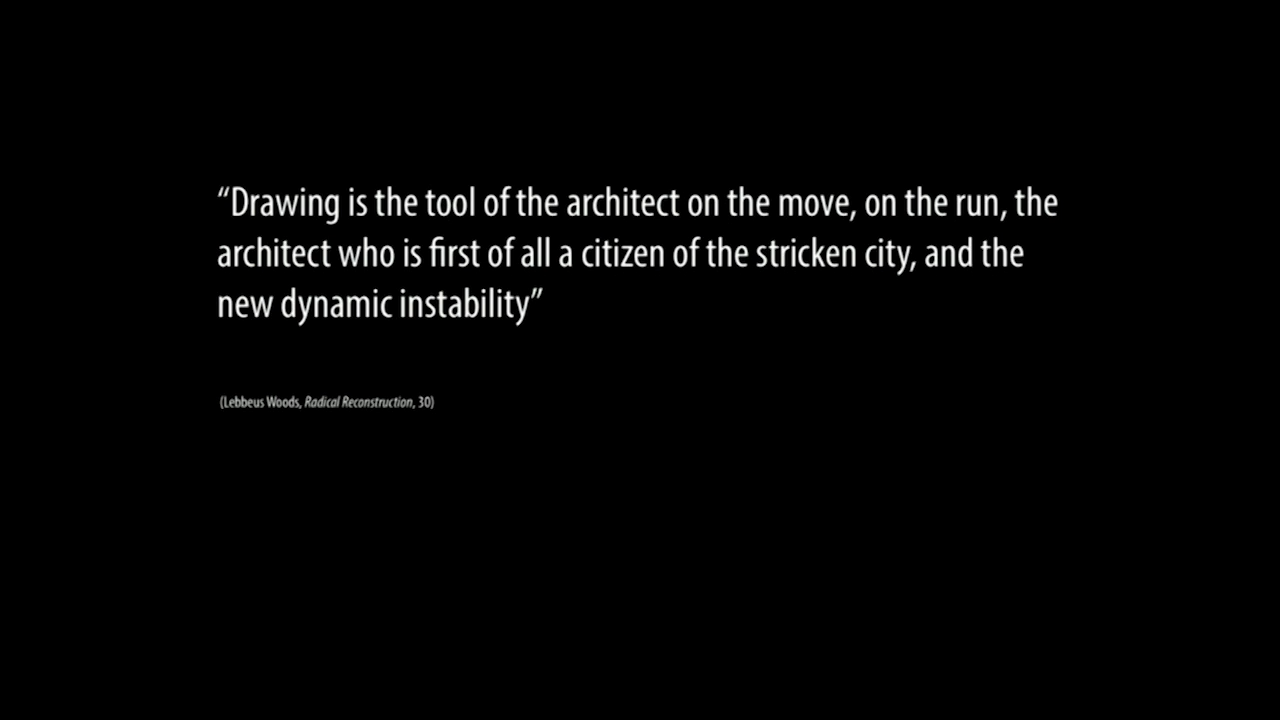 “Drawing is the tool of the architect on the move, on the run, the
architect who is first of all a citizen of the stricken city, and the
new dynamic instability”
(Lebbeus Woods, Radical Reconstruction, 30)